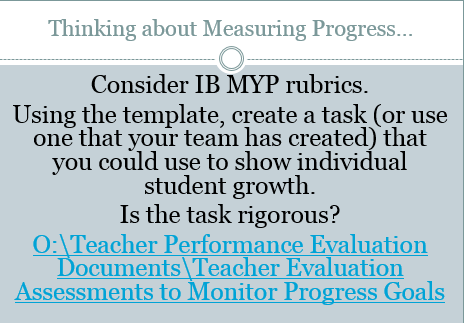 Thinking about Measuring Progress...
Consider IB MYP rubrics.
Using the template, create a task (or use
one that your team has created) that
you could use to show individual
student growth.
Is the task rigorous?
O:\Teacher Performance Evaluation
Documents\Teacher Evaluation
Assessments to Monitor Progress Goals